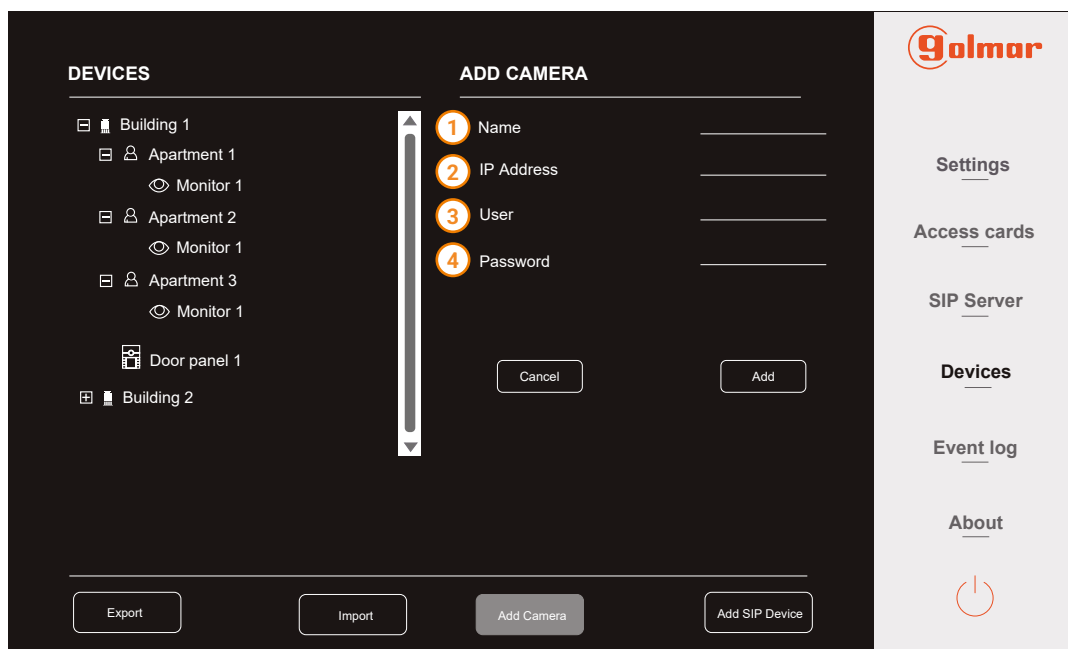 DEVICES
Building 1
Apartment 1
Monitor 1
Apartment 2
Monitor 1
Apartment 3
Monitor 1
Door panel 1
Building 2
ADD CAMERA
1 Name
2 IP Address
3 User
4 Password
Cancel
Add
Export
Import
Add Camera
Add SIP Device
golmar
Settings
Access cards
SIP Server
Devices
Event log
About